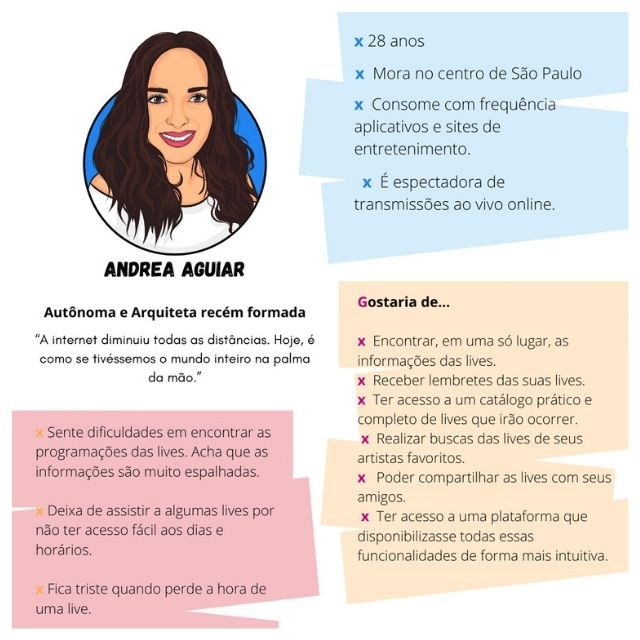 x 28 anos
x Mora no centro de São Paulo
x Consome com frequência
aplicativos e sites de
entretenimento.
x É espectadora de
transmissões ao vivo online.
ANDREA AGUIAR
Autônoma e Arquiteta recém formada
“A internet diminuiu todas as distâncias. Hoje, é
como se tivéssemos o mundo inteiro na palma
da mão.”
x Sente dificuldades em encontrar as
programações das lives. Acha que as
informações são muito espalhadas.
x Deixa de assistir a algumas lives por
não ter acesso fácil aos dias e
horários.
x Fica triste quando perde a hora de
uma live.
Gostaria de...
x Encontrar, em uma só lugar, as
informações das lives.
x Receber lembretes das suas lives.
x Ter acesso a um catálogo prático e
completo de lives que irão ocorrer.
x Realizar buscas das lives de seus
artistas favoritos.
x Poder compartilhar as lives com seus
amigos.
x Ter acesso a uma plataforma que
disponibilizasse todas essas
funcionalidades de forma mais intuitiva.